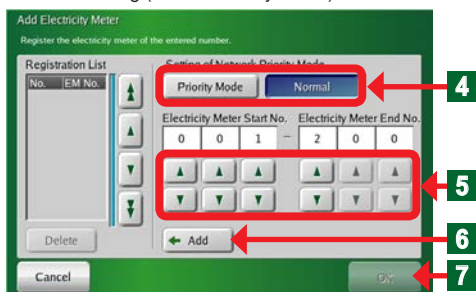 Add Electricity Meter
Register the electricity meter of the entered number.
Registration List
No. EM No.
Setting of Network Priority Mode
Priority Mode Normal
4
Electricity Meter Start No. Electricity Meter End No.
0 0 1 – 2 0 0
5
Delete
Add
6
Cancel
OK
7